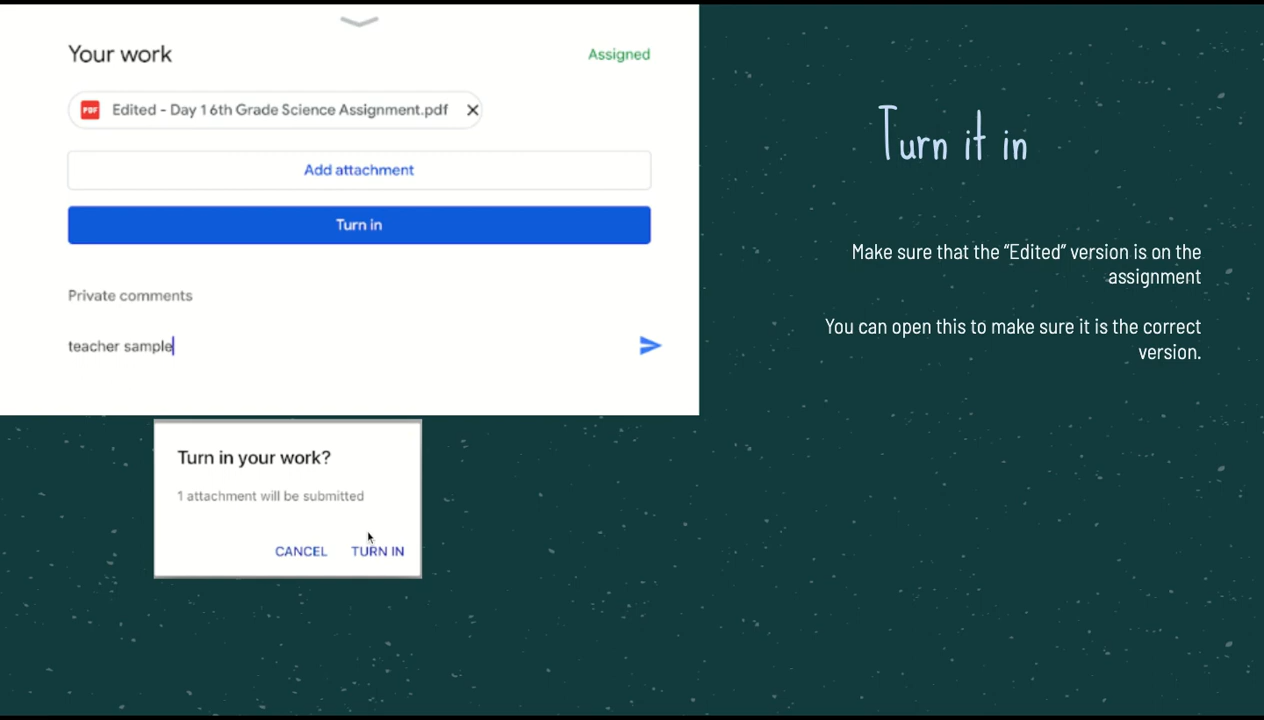 Your work
Assigned
PDF
Edited - Day 1 6th Grade Science Assignment.pdf
Add attachment
Turn in
Private comments
teacher sample
Turn in your work?
1 attachment will be submitted
CANCEL
TURN IN
Turn it in
Make sure that the “Edited” version is on the
assignment
You can open this to make sure it is the correct
version.